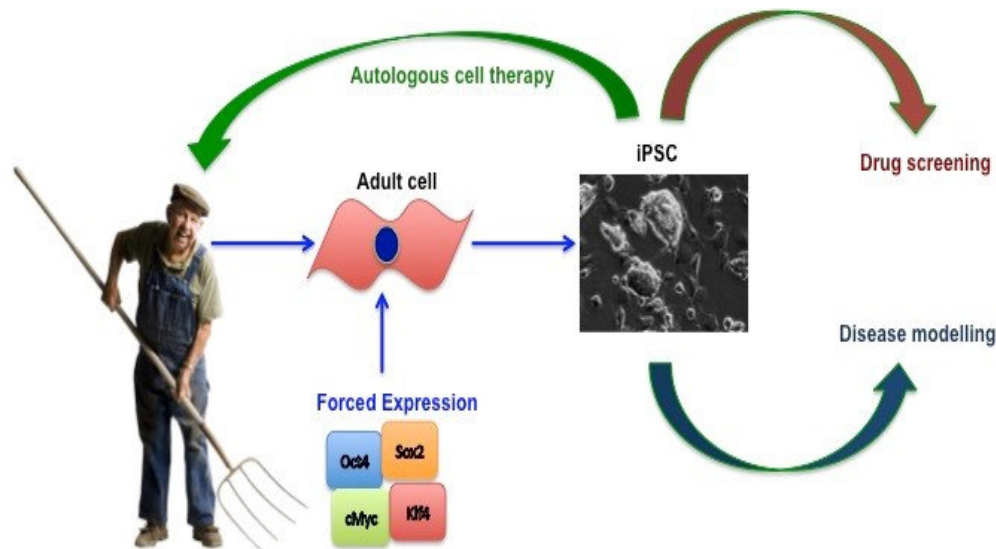 Autologous cell therapy
iPSC
Drug screening
Adult cell
Disease modelling
Forced Expression
Oct4
Sox2
cMyc
Klf4